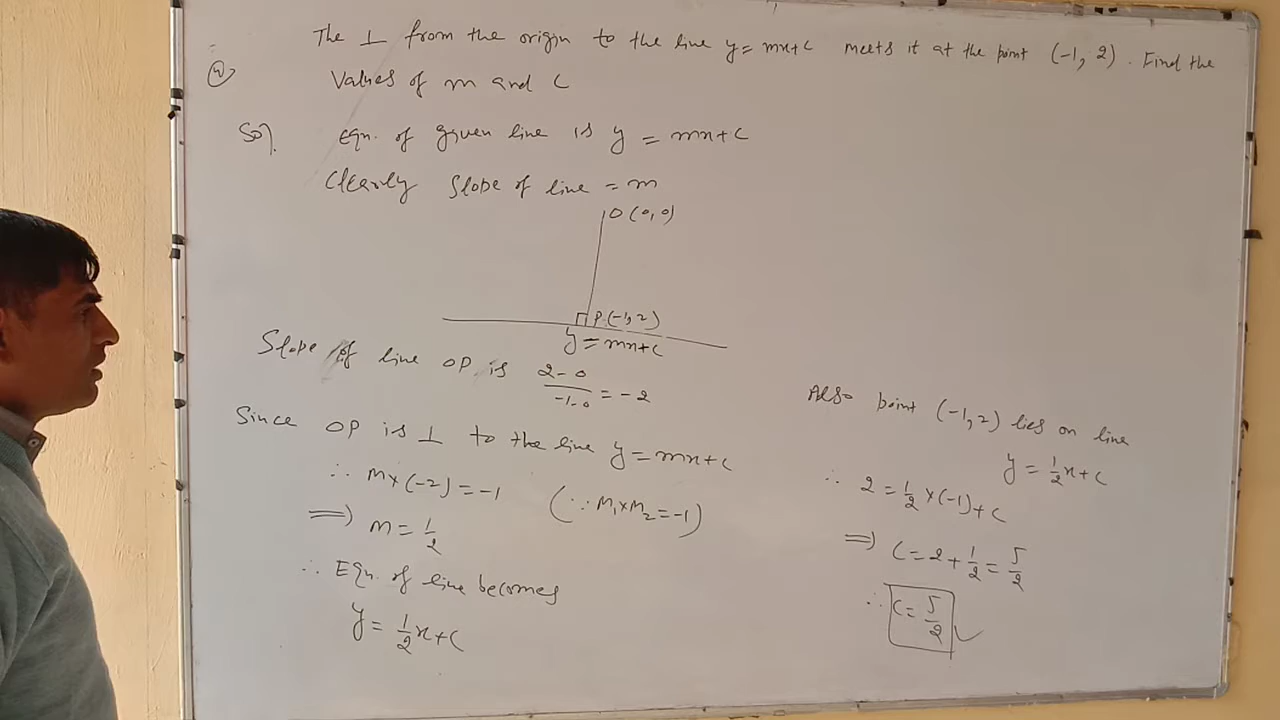 The ⊥ from the origin to the line y = mx+c meets it at the point (-1, 2). Find the
values of m and c
Sol.
Eqn. of given line is y = mx+c
Clearly slope of line = m
O (0,0)
P(-1,2)
y = mx+c
Slope of line OP is 2-0/-1-0 = -2
Since OP is ⊥ to the line y = mx+c
∴ m×(-2) = -1 (∵ m₁×m₂ = -1)
⇒ m = 1/2
∴ Eqn. of line becomes
y = 1/2x+c
Also point (-1,2) lies on line
y = 1/2x+c
∴ 2 = 1/2×(-1)+c
⇒ c = 2+1/2 = 5/2
∴ c = 5/2